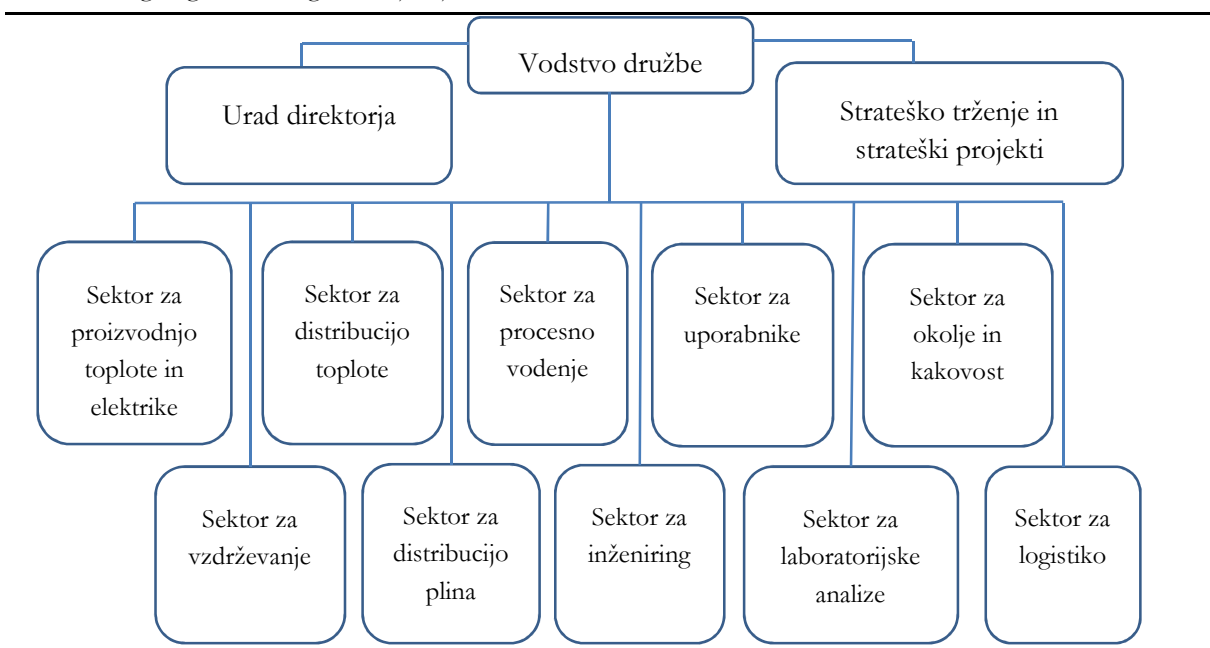 Vodstvo družbe
Urad direktorja
Strateško trženje in
strateški projekti
Sektor za
proizvodnjo
toplote in
elektrike
Sektor za
distribucijo
toplote
Sektor za
procesno
vodenje
Sektor za
uporabnike
Sektor za
okolje in
kakovost
Sektor za
vzdrževanje
Sektor za
distribucijo
plina
Sektor za
inženiring
Sektor za
laboratorijske
analize
Sektor za
logistiko